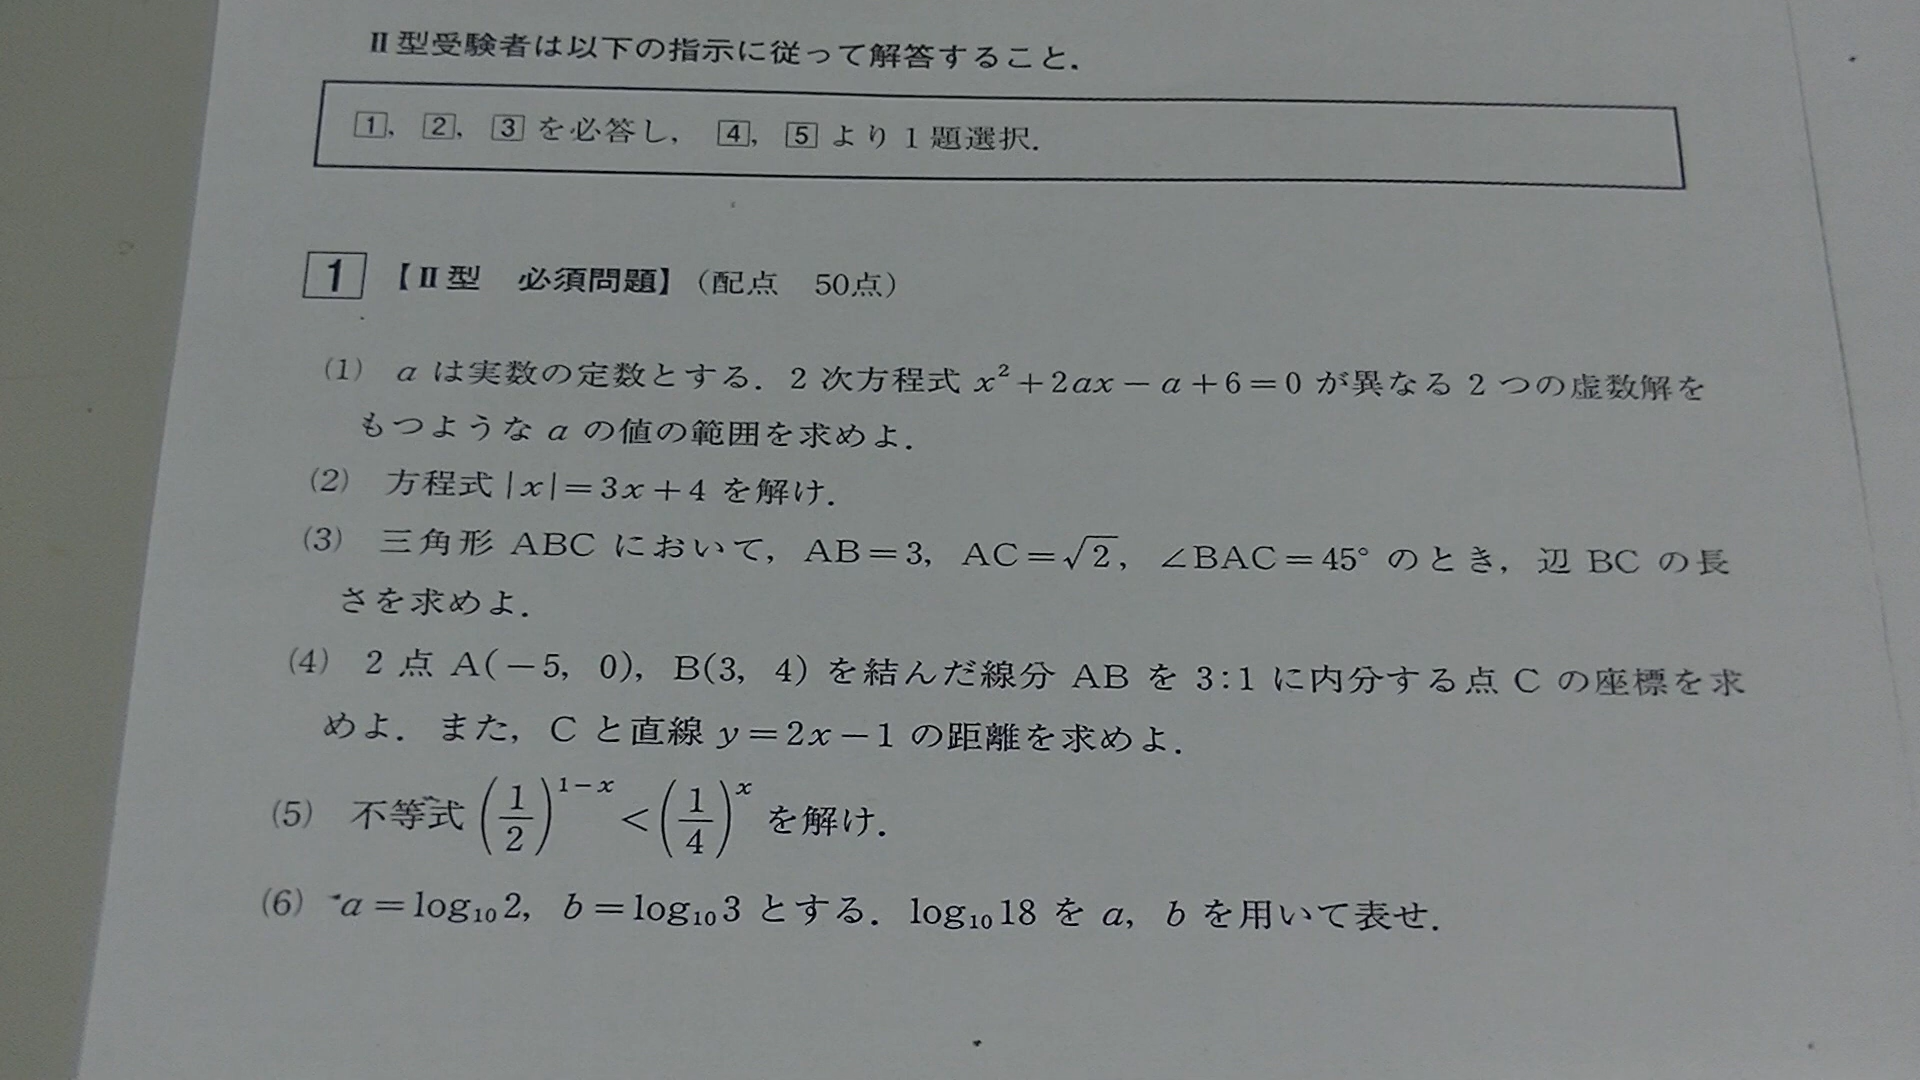 Ⅱ型受験者は以下の指示に従って解答すること．
1，2，3 を必答し，4，5 より 1 題選択．
1 【Ⅱ型　必須問題】（配点　50点）
(1)　a は実数の定数とする．2 次方程式 x²＋2ax－a＋6＝0 が異なる 2 つの虚数解を
もつような a の値の範囲を求めよ．
(2)　方程式 |x|＝3x＋4 を解け．
(3)　三角形 ABC において，AB＝3，AC＝√2，∠BAC＝45° のとき，辺 BC の長
さを求めよ．
(4)　2 点 A(－5，0)，B(3，4) を結んだ線分 AB を 3：1 に内分する点 C の座標を求
めよ．また，C と直線 y＝2x－1 の距離を求めよ．
(5)　不等式 (1/2)^(1－x) ＜ (1/4)^x を解け．
(6)　a＝log₁₀2，b＝log₁₀3 とする．log₁₀18 を a，b を用いて表せ．